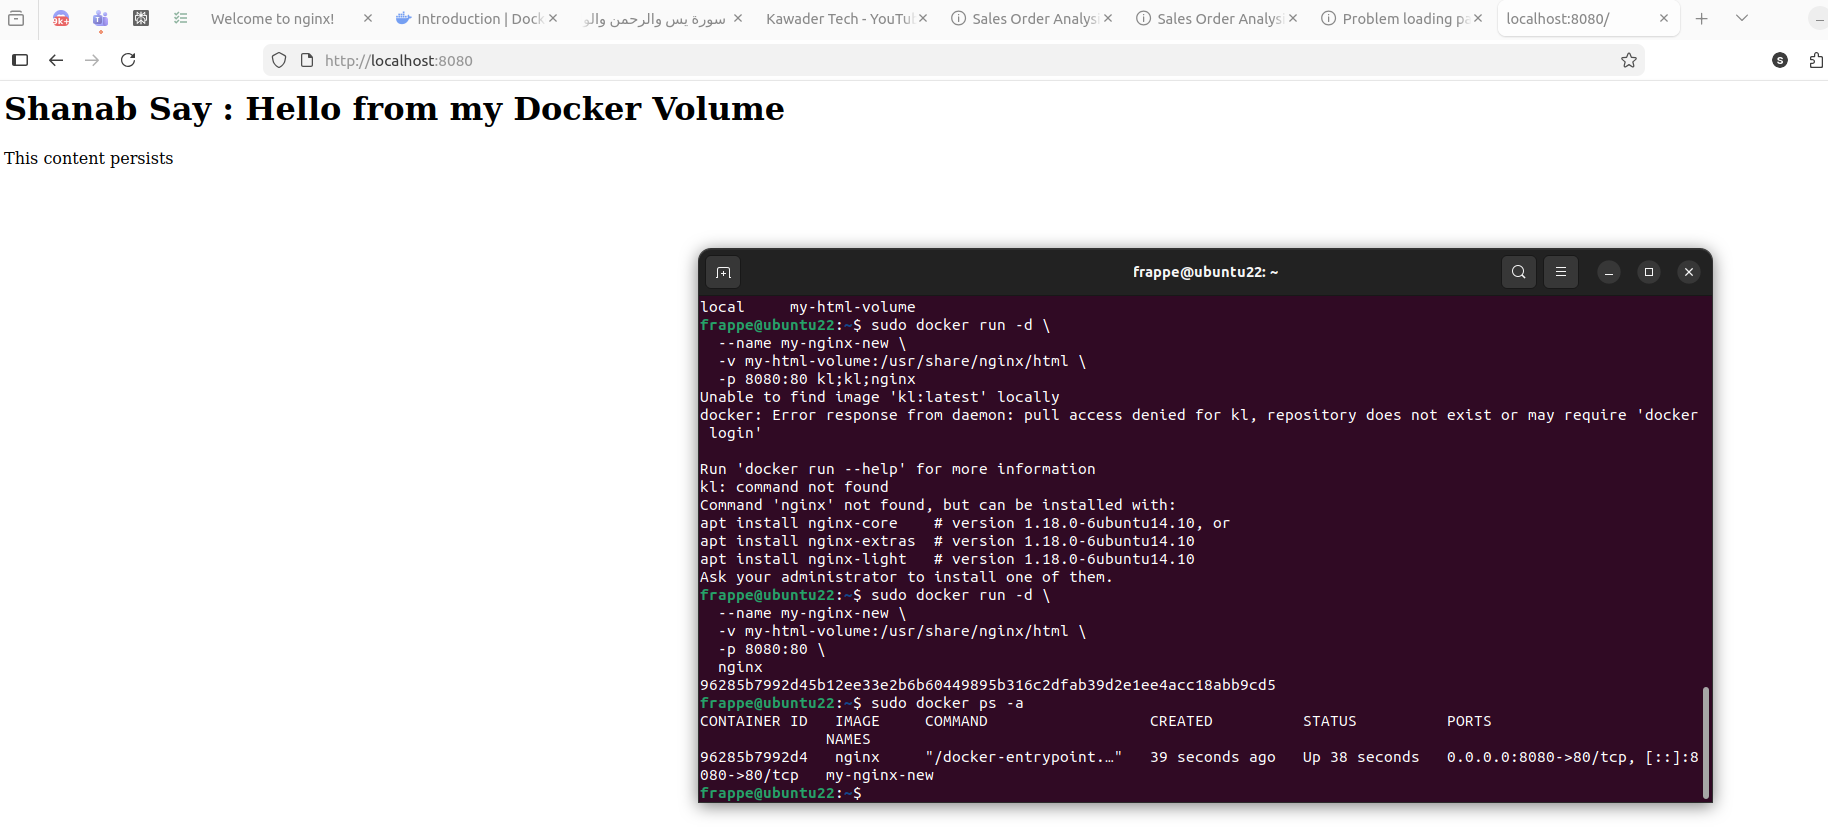 Welcome to nginx!
Introduction | Dock
سورة يس والرحمن والو
Kawader Tech - YouTu
Sales Order Analysi
Sales Order Analysi
Problem loading pa
localhost:8080/
http://localhost:8080
S
Shanab Say : Hello from my Docker Volume
This content persists
frappe@ubuntu22: ~
local     my-html-volume
frappe@ubuntu22:~$ sudo docker run -d \
  --name my-nginx-new \
  -v my-html-volume:/usr/share/nginx/html \
  -p 8080:80 kl;kl;nginx
Unable to find image 'kl:latest' locally
docker: Error response from daemon: pull access denied for kl, repository does not exist or may require 'docker
 login'
Run 'docker run --help' for more information
kl: command not found
Command 'nginx' not found, but can be installed with:
apt install nginx-core    # version 1.18.0-6ubuntu14.10, or
apt install nginx-extras  # version 1.18.0-6ubuntu14.10
apt install nginx-light   # version 1.18.0-6ubuntu14.10
Ask your administrator to install one of them.
frappe@ubuntu22:~$ sudo docker run -d \
  --name my-nginx-new \
  -v my-html-volume:/usr/share/nginx/html \
  -p 8080:80 \
  nginx
96285b7992d45b12ee33e2b6b60449895b316c2dfab39d2e1ee4acc18abb9cd5
frappe@ubuntu22:~$ sudo docker ps -a
CONTAINER ID   IMAGE     COMMAND                  CREATED          STATUS          PORTS
              NAMES
96285b7992d4   nginx     "/docker-entrypoint.…"   39 seconds ago   Up 38 seconds   0.0.0.0:8080->80/tcp, [::]:8
080->80/tcp   my-nginx-new
frappe@ubuntu22:~$